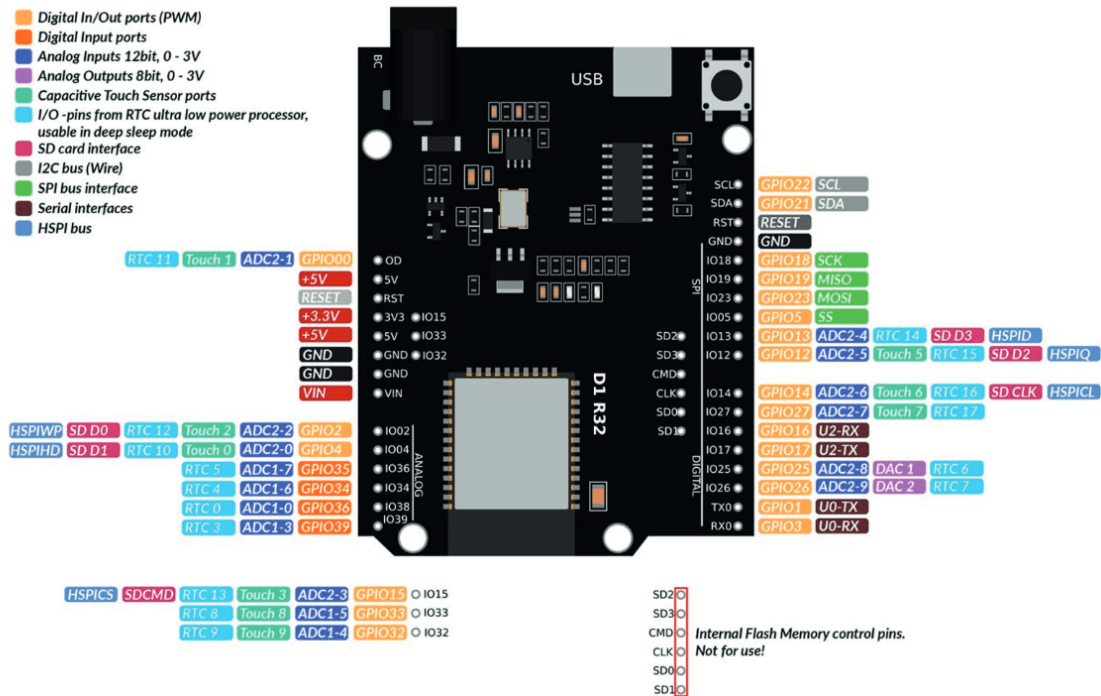 Digital In/Out ports (PWM)
Digital Input ports
Analog Inputs 12bit, 0 - 3V
Analog Outputs 8bit, 0 - 3V
Capacitive Touch Sensor ports
I/O -pins from RTC ultra low power processor,
usable in deep sleep mode
SD card interface
I2C bus (Wire)
SPI bus interface
Serial interfaces
HSPI bus
BC
USB
RTC 11 Touch 1 ADC2-1 GPIO00 OD
+5V 5V
RESET RST
+3.3V 3V3 IO15
+5V 5V IO33
GND GND IO32
GND GND
VIN VIN
HSPIWP SD D0 RTC 12 Touch 2 ADC2-2 GPIO2 IO02
HSPIHD SD D1 RTC 10 Touch 0 ADC2-0 GPIO4 IO04
RTC 5 ADC1-7 GPIO35 IO36
RTC 4 ADC1-6 GPIO34 IO34
RTC 0 ADC1-0 GPIO36 IO38
RTC 3 ADC1-3 GPIO39 IO39
ANALOG
D1 R32
SCL GPIO22 SCL
SDA GPIO21 SDA
RST RESET
GND GND
IO18 GPIO18 SCK
IO19 GPIO19 MISO
IO23 GPIO23 MOSI
IO05 GPIO5 SS
SPI
IO13 GPIO13 ADC2-4 RTC 14 SD D3 HSPID
IO12 GPIO12 ADC2-5 Touch 5 RTC 15 SD D2 HSPIQ
IO14 GPIO14 ADC2-6 Touch 6 RTC 16 SD CLK HSPICL
IO27 GPIO27 ADC2-7 Touch 7 RTC 17
IO16 GPIO16 U2-RX
IO17 GPIO17 U2-TX
IO25 GPIO25 ADC2-8 DAC 1 RTC 6
IO26 GPIO26 ADC2-9 DAC 2 RTC 7
TX0 GPIO1 U0-TX
RX0 GPIO3 U0-RX
DIGITAL
SD2
SD3
CMD
CLK
SD0
SD1
HSPICS SDCMD RTC 13 Touch 3 ADC2-3 GPIO15 IO15
RTC 8 Touch 8 ADC1-5 GPIO33 IO33
RTC 9 Touch 9 ADC1-4 GPIO32 IO32
SD2
SD3
CMD
CLK
SD0
SD1
Internal Flash Memory control pins.
Not for use!